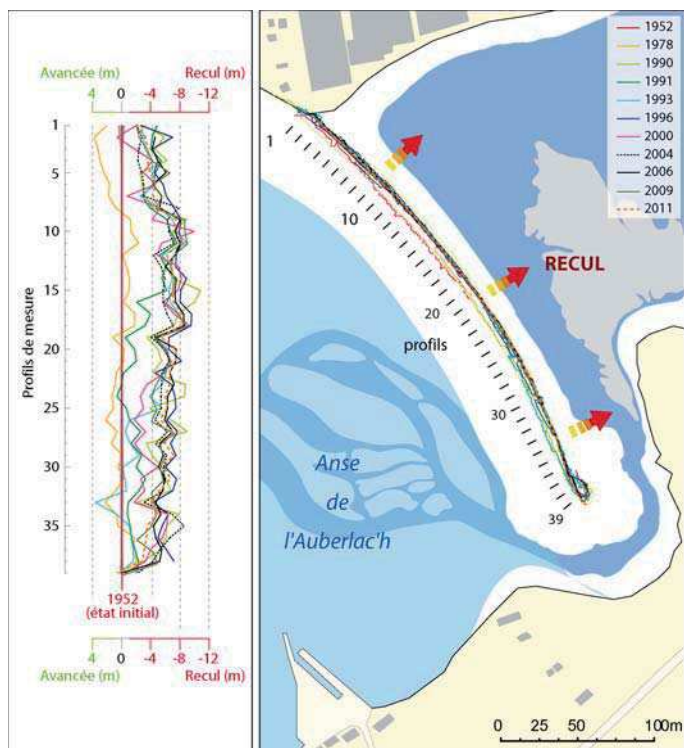 Avancée (m)
Recul (m)
4 0 -4 -8 -12
1
5
10
15
20
25
30
35
Profils de mesure
1952
(état initial)
4 0 -4 -8 -12
Avancée (m)
Recul (m)
1952
1978
1990
1991
1993
1996
2000
2004
2006
2009
2011
1
10
RECUL
20
profils
30
39
Anse
de
l'Auberlac'h
0 25 50 100m